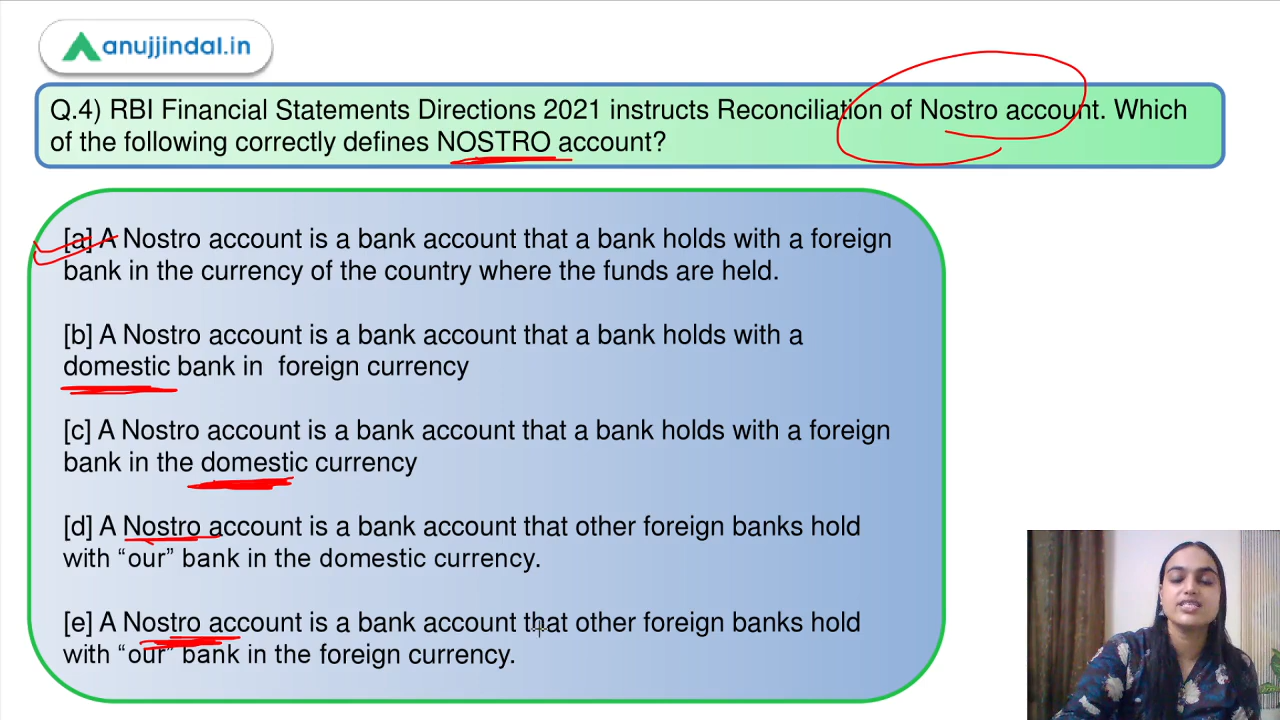 anujjindal.in
Q.4) RBI Financial Statements Directions 2021 instructs Reconciliation of Nostro account. Which
of the following correctly defines NOSTRO account?
[a] A Nostro account is a bank account that a bank holds with a foreign
bank in the currency of the country where the funds are held.
[b] A Nostro account is a bank account that a bank holds with a
domestic bank in  foreign currency
[c] A Nostro account is a bank account that a bank holds with a foreign
bank in the domestic currency
[d] A Nostro account is a bank account that other foreign banks hold
with “our” bank in the domestic currency.
[e] A Nostro account is a bank account that other foreign banks hold
with “our” bank in the foreign currency.